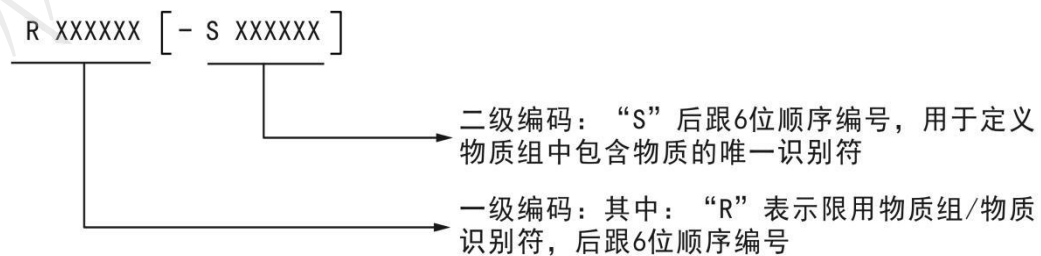 R XXXXXX [- S XXXXXX]
二级编码：“S”后跟6位顺序编号，用于定义
物质组中包含物质的唯一识别符
一级编码：其中：“R”表示限用物质组/物质
识别符，后跟6位顺序编号